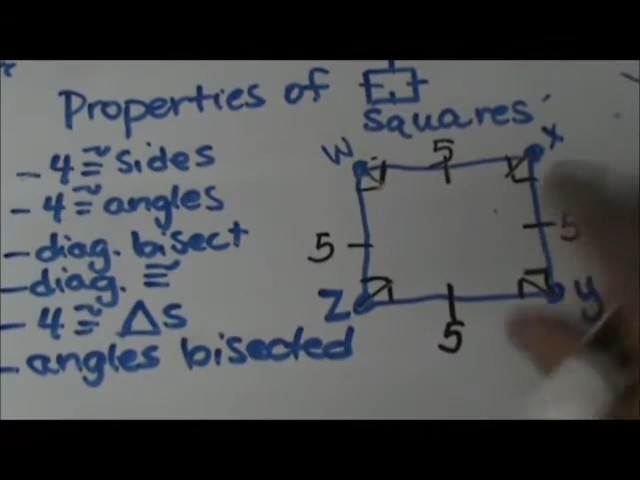 Properties of
squares
- 4 ≅ sides
- 4 ≅ angles
- diag. bisect
- diag. ≅
- 4 ≅ Δs
- angles bisected
W 5 X
5 5
Z 5 Y